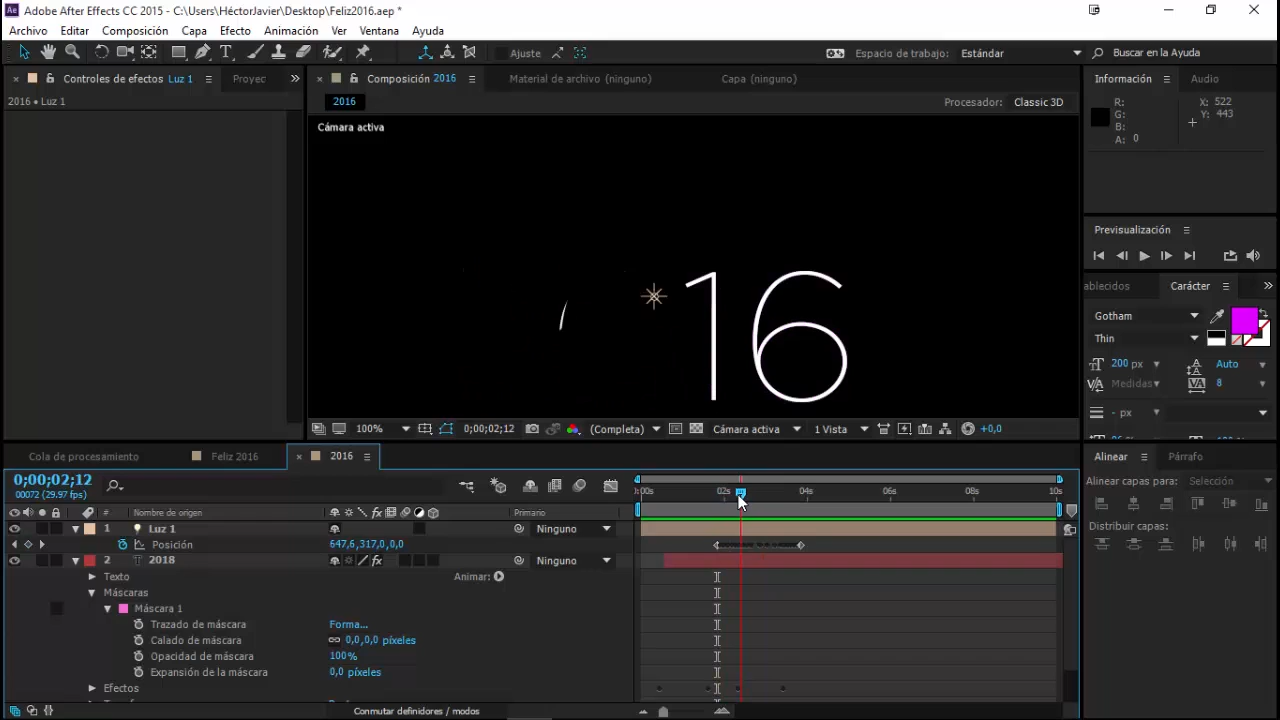 Adobe After Effects CC 2015 - C:\Users\HéctorJavier\Desktop\Feliz2016.aep *
Archivo Editar Composición Capa Efecto Animación Ver Ventana Ayuda
Ajuste Espacio de trabajo: Estándar Buscar en la Ayuda
Controles de efectos Luz 1 Proyec Composición 2016 Material de archivo (ninguno) Capa (ninguno) Información Audio
2016 • Luz 1 2016 Procesador: Classic 3D
R: X: 522
G: Y: 443
B:
A: 0
Cámara activa
16
Previsualización
ablecidos Carácter
Gotham
Thin
200 px Auto
Medidas 8
- px
100% 0;00;02;12 (Completa) Cámara activa 1 Vista +0,0
Cola de procesamiento Feliz 2016 2016 Alinear Párrafo
0;00;02;12
00072 (29.97 fps)
:00s 02s 04s 06s 08s 10s
Alinear capas para: Selección
Distribuir capas:
# Nombre de origen Primario
1 Luz 1 Ninguno
Posición 647,6,317,0,0,0
2 T 2018 Ninguno
Texto Animar:
Máscaras
Máscara 1
Trazado de máscara Forma...
Calado de máscara 0,0,0,0 píxeles
Opacidad de máscara 100%
Expansión de la máscara 0,0 píxeles
Efectos
Conmutar definidores / modos